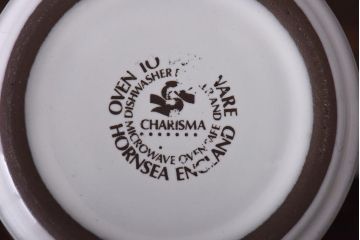 OVEN TO WARE
DISHWASHER AND
CHARISMA
MICROWAVE OVEN SAFE
HORNSEA ENGLAND